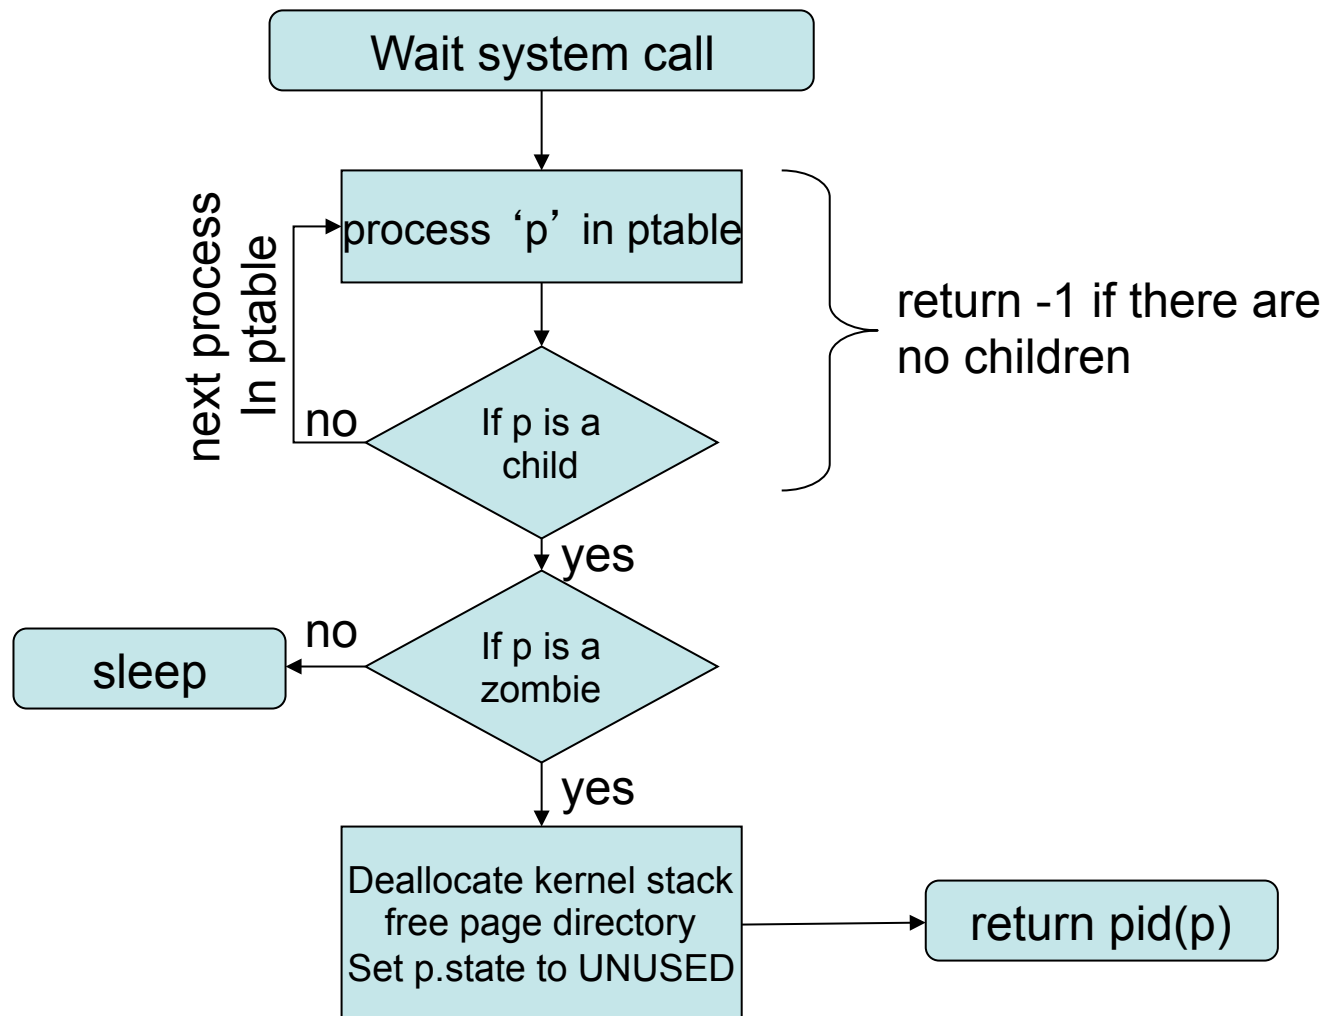 Wait system call
process ‘p’ in ptable
next process
In ptable
return -1 if there are
no children
If p is a
child
no
yes
If p is a
zombie
no
sleep
yes
Deallocate kernel stack
free page directory
Set p.state to UNUSED
return pid(p)